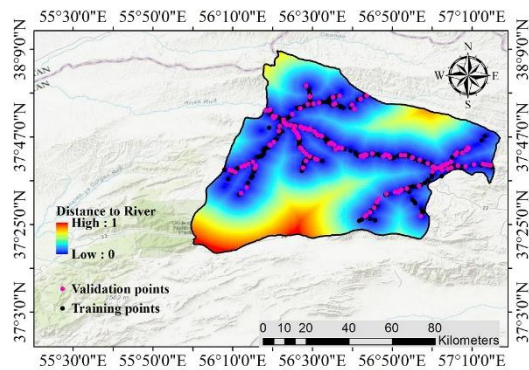 55°30'0"E 55°50'0"E 56°10'0"E 56°30'0"E 56°50'0"E 57°10'0"E
38°9'0"N
37°47'0"N
37°25'0"N
37°3'0"N
N
W E
S
Distance to River
High : 1
Low : 0
Validation points
Training points
0 5 10 20 40 60 80
Kilometers
38°9'0"N
37°47'0"N
37°25'0"N
37°3'0"N
55°30'0"E 55°50'0"E 56°10'0"E 56°30'0"E 56°50'0"E 57°10'0"E